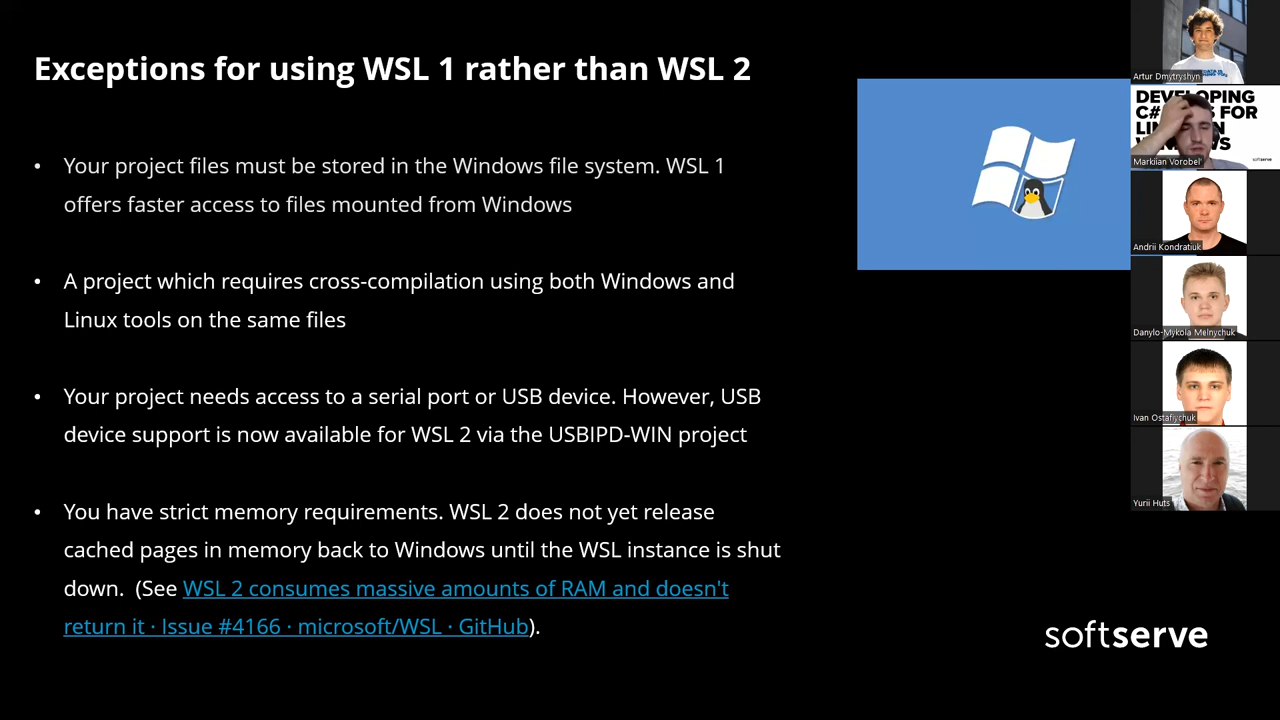 Exceptions for using WSL 1 rather than WSL 2
• Your project files must be stored in the Windows file system. WSL 1
offers faster access to files mounted from Windows
• A project which requires cross-compilation using both Windows and
Linux tools on the same files
• Your project needs access to a serial port or USB device. However, USB
device support is now available for WSL 2 via the USBIPD-WIN project
• You have strict memory requirements. WSL 2 does not yet release
cached pages in memory back to Windows until the WSL instance is shut
down. (See WSL 2 consumes massive amounts of RAM and doesn't
return it · Issue #4166 · microsoft/WSL · GitHub).
softserve
Artur Dmytryshyn
C#
FOR
softserve
Markiian Vorobel'
Andrii Kondratiuk
Danylo-Mykola Melnychuk
Ivan Ostafiychuk
Yurii Huts